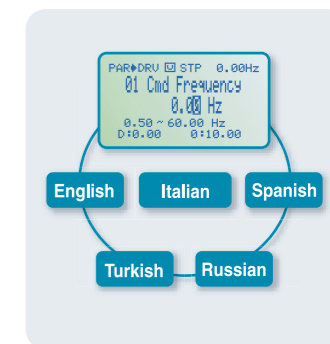 PAR♦DRV U STP 0.00Hz
01 Cmd Frequency
0.00 Hz
0.50 ~ 60.00 Hz
D:0.00 0:10.00
English Italian Spanish
Turkish Russian